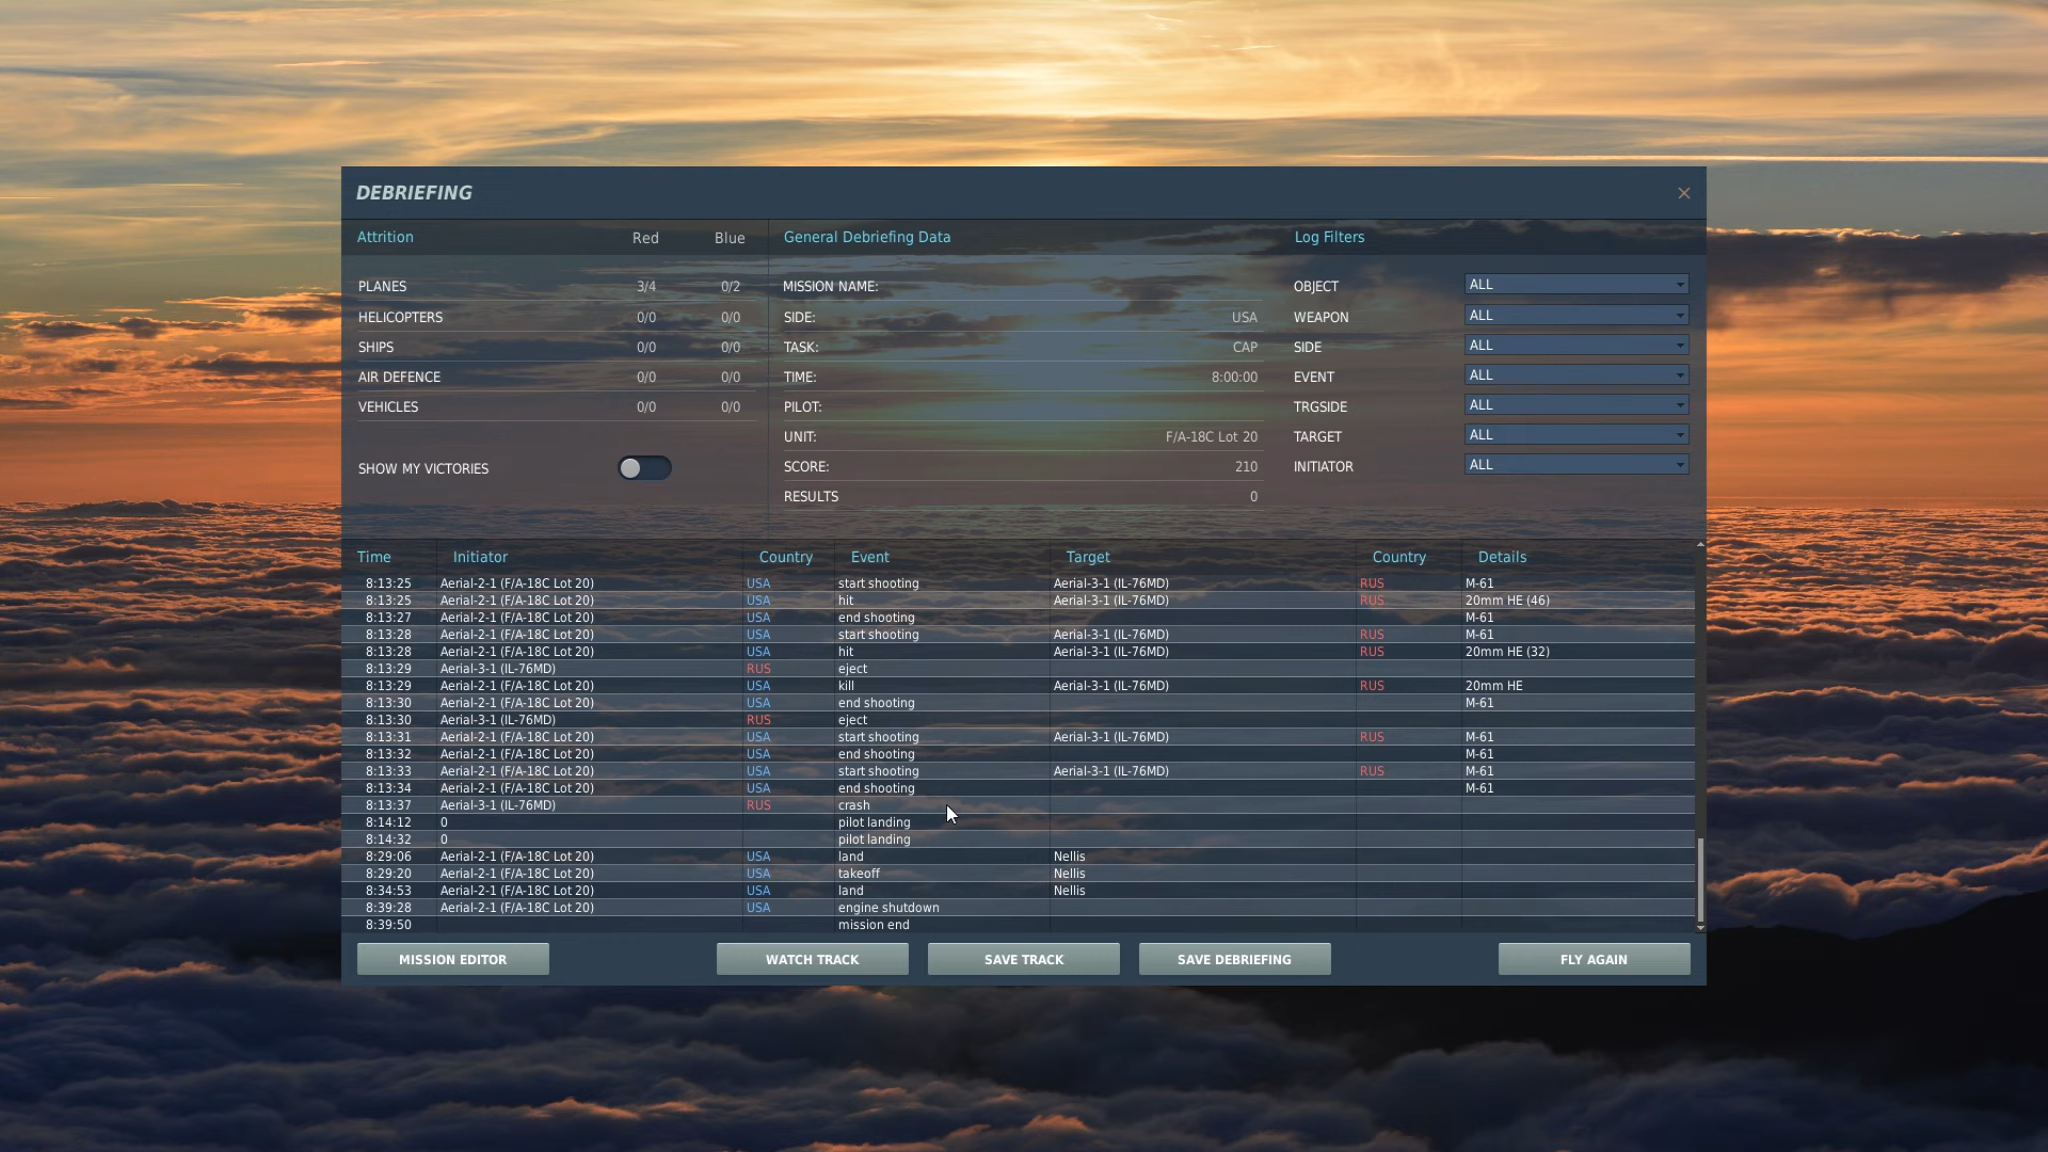 DEBRIEFING
Attrition Red Blue
PLANES 3/4 0/2
HELICOPTERS 0/0 0/0
SHIPS 0/0 0/0
AIR DEFENCE 0/0 0/0
VEHICLES 0/0 0/0
SHOW MY VICTORIES
General Debriefing Data
MISSION NAME:
SIDE: USA
TASK: CAP
TIME: 8:00:00
PILOT:
UNIT: F/A-18C Lot 20
SCORE: 210
RESULTS 0
Log Filters
OBJECT ALL
WEAPON ALL
SIDE ALL
EVENT ALL
TRGSIDE ALL
TARGET ALL
INITIATOR ALL
Time Initiator Country Event Target Country Details
8:13:25 Aerial-2-1 (F/A-18C Lot 20) USA start shooting Aerial-3-1 (IL-76MD) RUS M-61
8:13:25 Aerial-2-1 (F/A-18C Lot 20) USA hit Aerial-3-1 (IL-76MD) RUS 20mm HE (46)
8:13:27 Aerial-2-1 (F/A-18C Lot 20) USA end shooting M-61
8:13:28 Aerial-2-1 (F/A-18C Lot 20) USA start shooting Aerial-3-1 (IL-76MD) RUS M-61
8:13:28 Aerial-2-1 (F/A-18C Lot 20) USA hit Aerial-3-1 (IL-76MD) RUS 20mm HE (32)
8:13:29 Aerial-3-1 (IL-76MD) RUS eject
8:13:29 Aerial-2-1 (F/A-18C Lot 20) USA kill Aerial-3-1 (IL-76MD) RUS 20mm HE
8:13:30 Aerial-2-1 (F/A-18C Lot 20) USA end shooting M-61
8:13:30 Aerial-3-1 (IL-76MD) RUS eject
8:13:31 Aerial-2-1 (F/A-18C Lot 20) USA start shooting Aerial-3-1 (IL-76MD) RUS M-61
8:13:32 Aerial-2-1 (F/A-18C Lot 20) USA end shooting M-61
8:13:33 Aerial-2-1 (F/A-18C Lot 20) USA start shooting Aerial-3-1 (IL-76MD) RUS M-61
8:13:34 Aerial-2-1 (F/A-18C Lot 20) USA end shooting M-61
8:13:37 Aerial-3-1 (IL-76MD) RUS crash
8:14:12 0 pilot landing
8:14:32 0 pilot landing
8:29:06 Aerial-2-1 (F/A-18C Lot 20) USA land Nellis
8:29:20 Aerial-2-1 (F/A-18C Lot 20) USA takeoff Nellis
8:34:53 Aerial-2-1 (F/A-18C Lot 20) USA land Nellis
8:39:28 Aerial-2-1 (F/A-18C Lot 20) USA engine shutdown
8:39:50 mission end
MISSION EDITOR WATCH TRACK SAVE TRACK SAVE DEBRIEFING FLY AGAIN